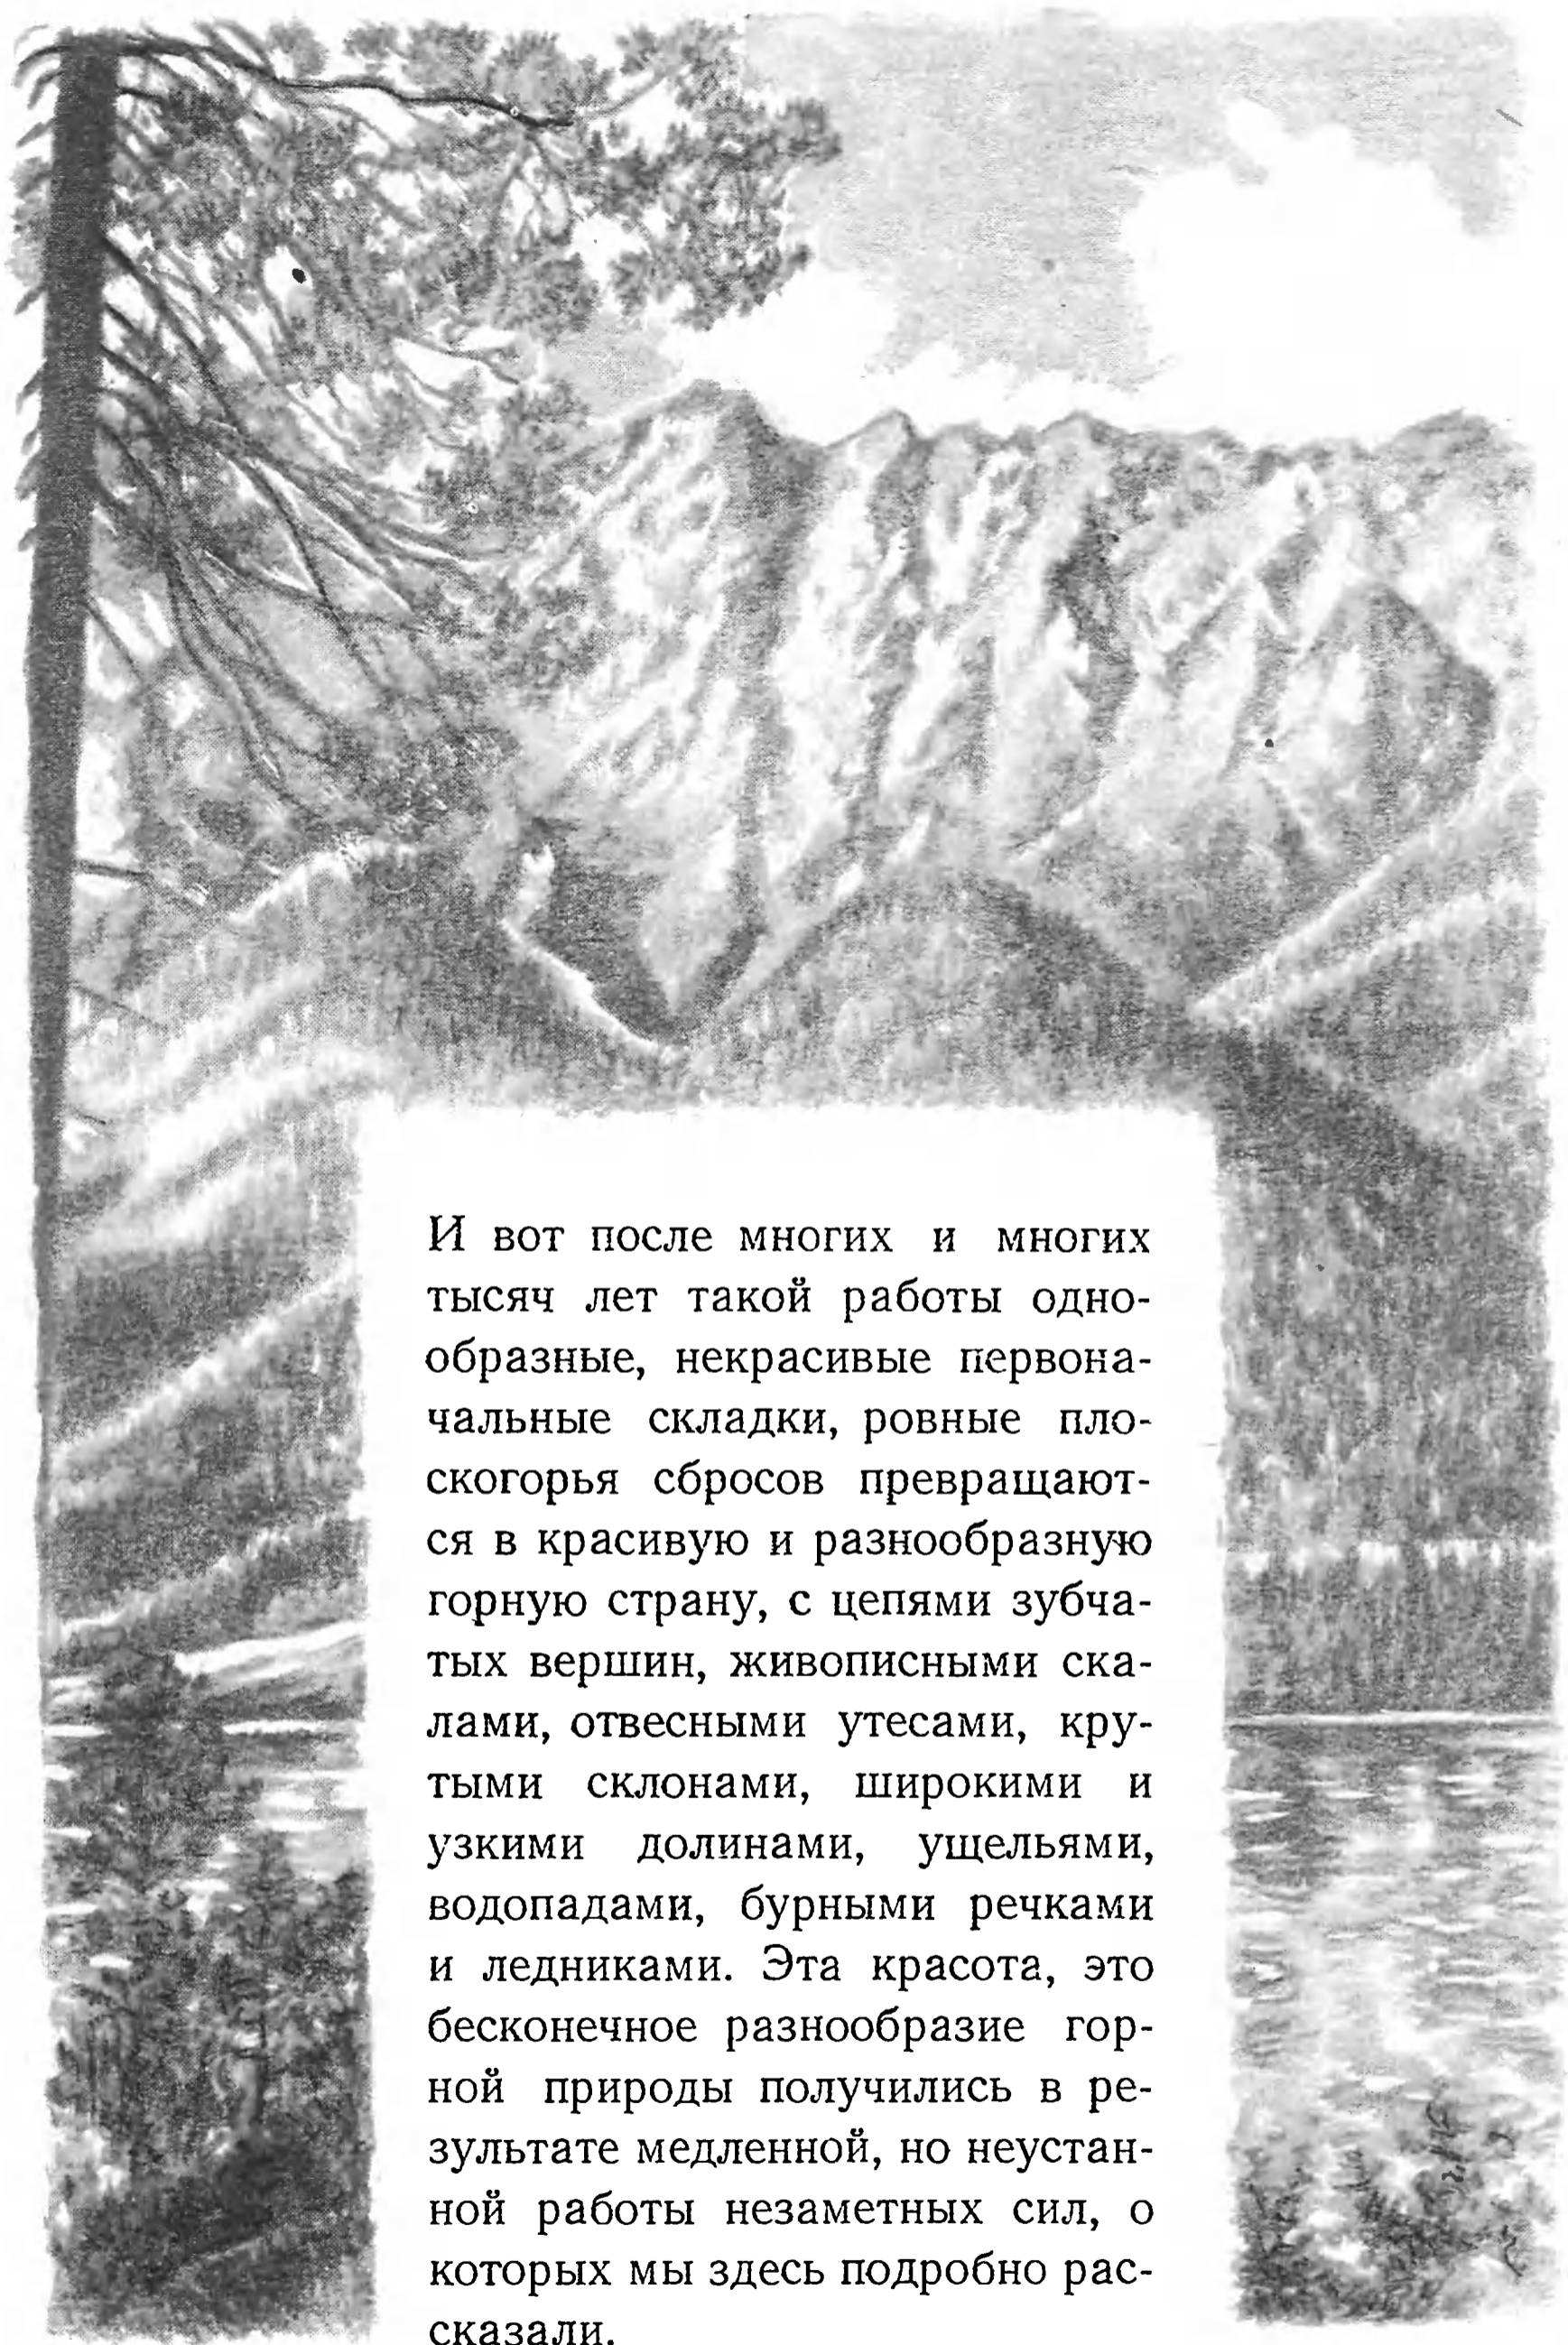 И вот после многих и многих
тысяч лет такой работы одно-
образные, некрасивые первона-
чальные складки, ровные пло-
скогорья сбросов превращают-
ся в красивую и разнообразную
горную страну, с цепями зубча-
тых вершин, живописными ска-
лами, отвесными утесами, кру-
тыми склонами, широкими и
узкими долинами, ущельями,
водопадами, бурными речками
и ледниками. Эта красота, это
бесконечное разнообразие гор-
ной природы получились в ре-
зультате медленной, но неустан-
ной работы незаметных сил, о
которых мы здесь подробно рас-
сказали.